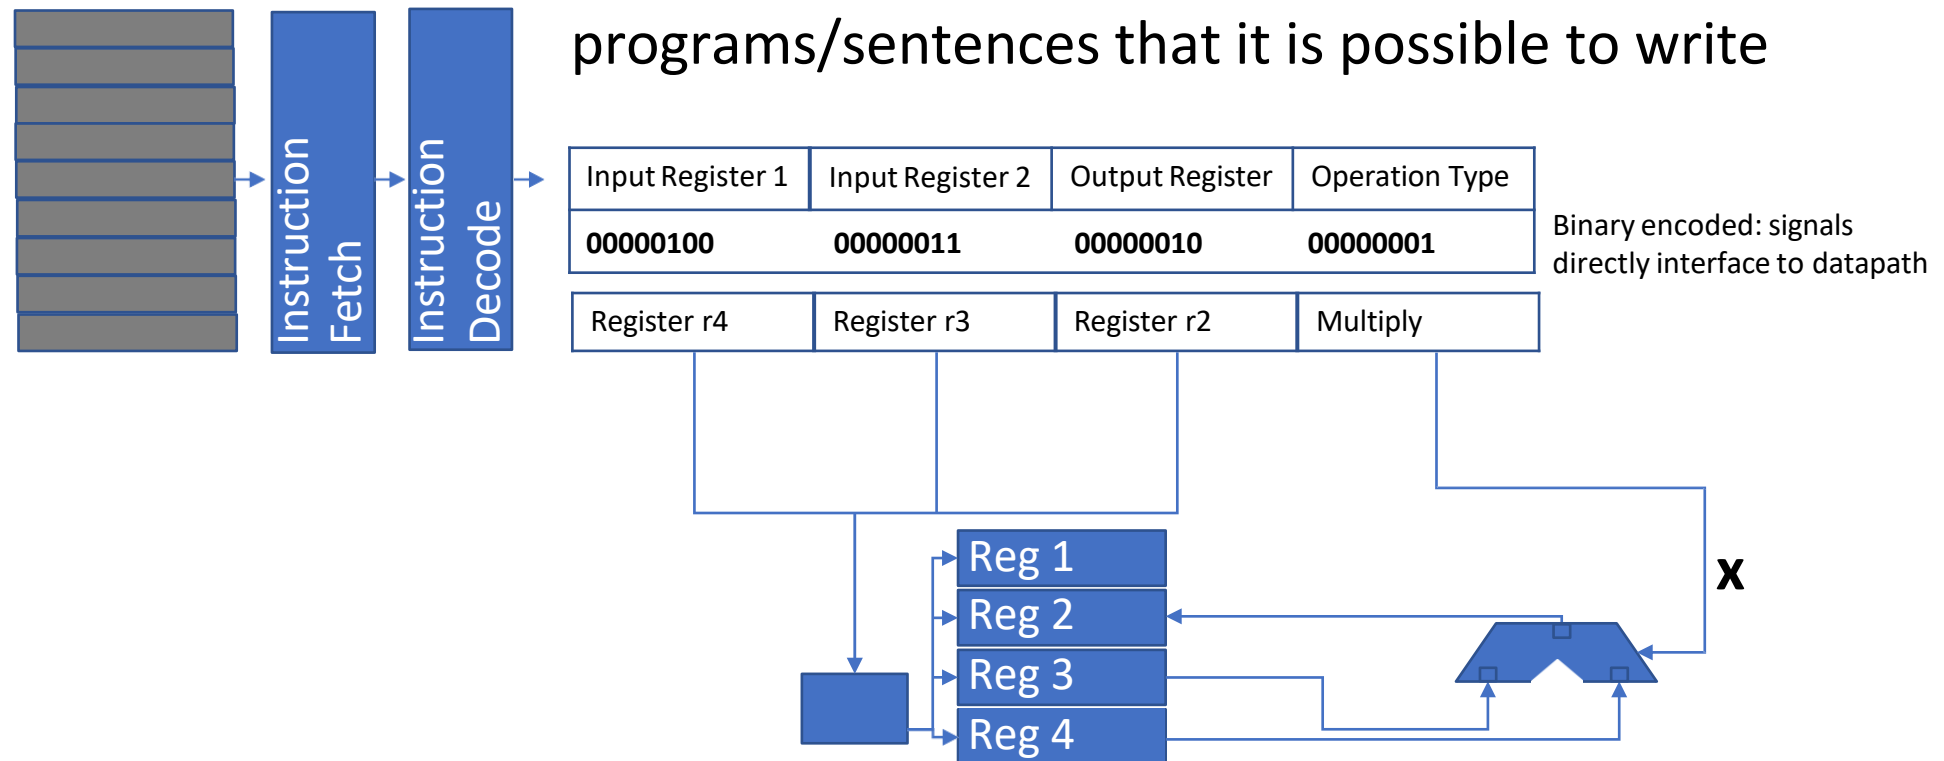 programs/sentences that it is possible to write
Instruction
Fetch
Instruction
Decode
Input Register 1 Input Register 2 Output Register Operation Type
00000100 00000011 00000010 00000001
Binary encoded: signals
directly interface to datapath
Register r4 Register r3 Register r2 Multiply
Reg 1
Reg 2
Reg 3
Reg 4
x